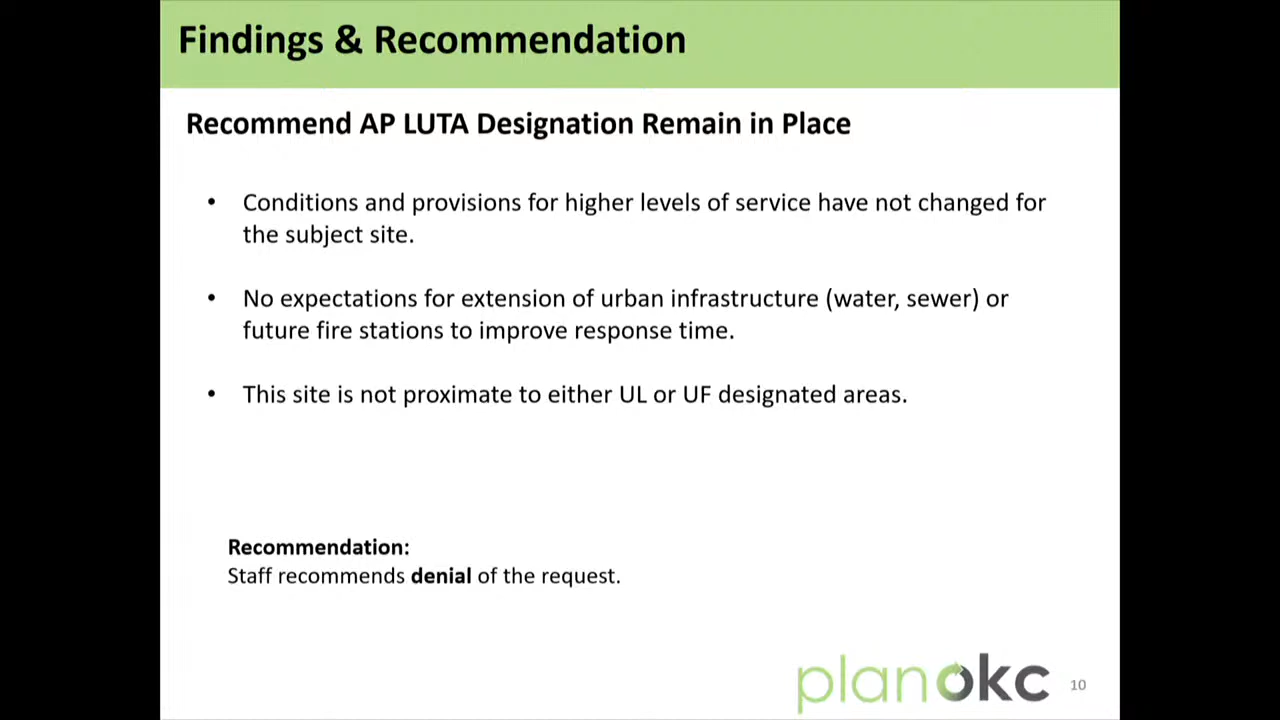 Findings & Recommendation
Recommend AP LUTA Designation Remain in Place
• Conditions and provisions for higher levels of service have not changed for
the subject site.
• No expectations for extension of urban infrastructure (water, sewer) or
future fire stations to improve response time.
• This site is not proximate to either UL or UF designated areas.
Recommendation:
Staff recommends denial of the request.
planokc
10